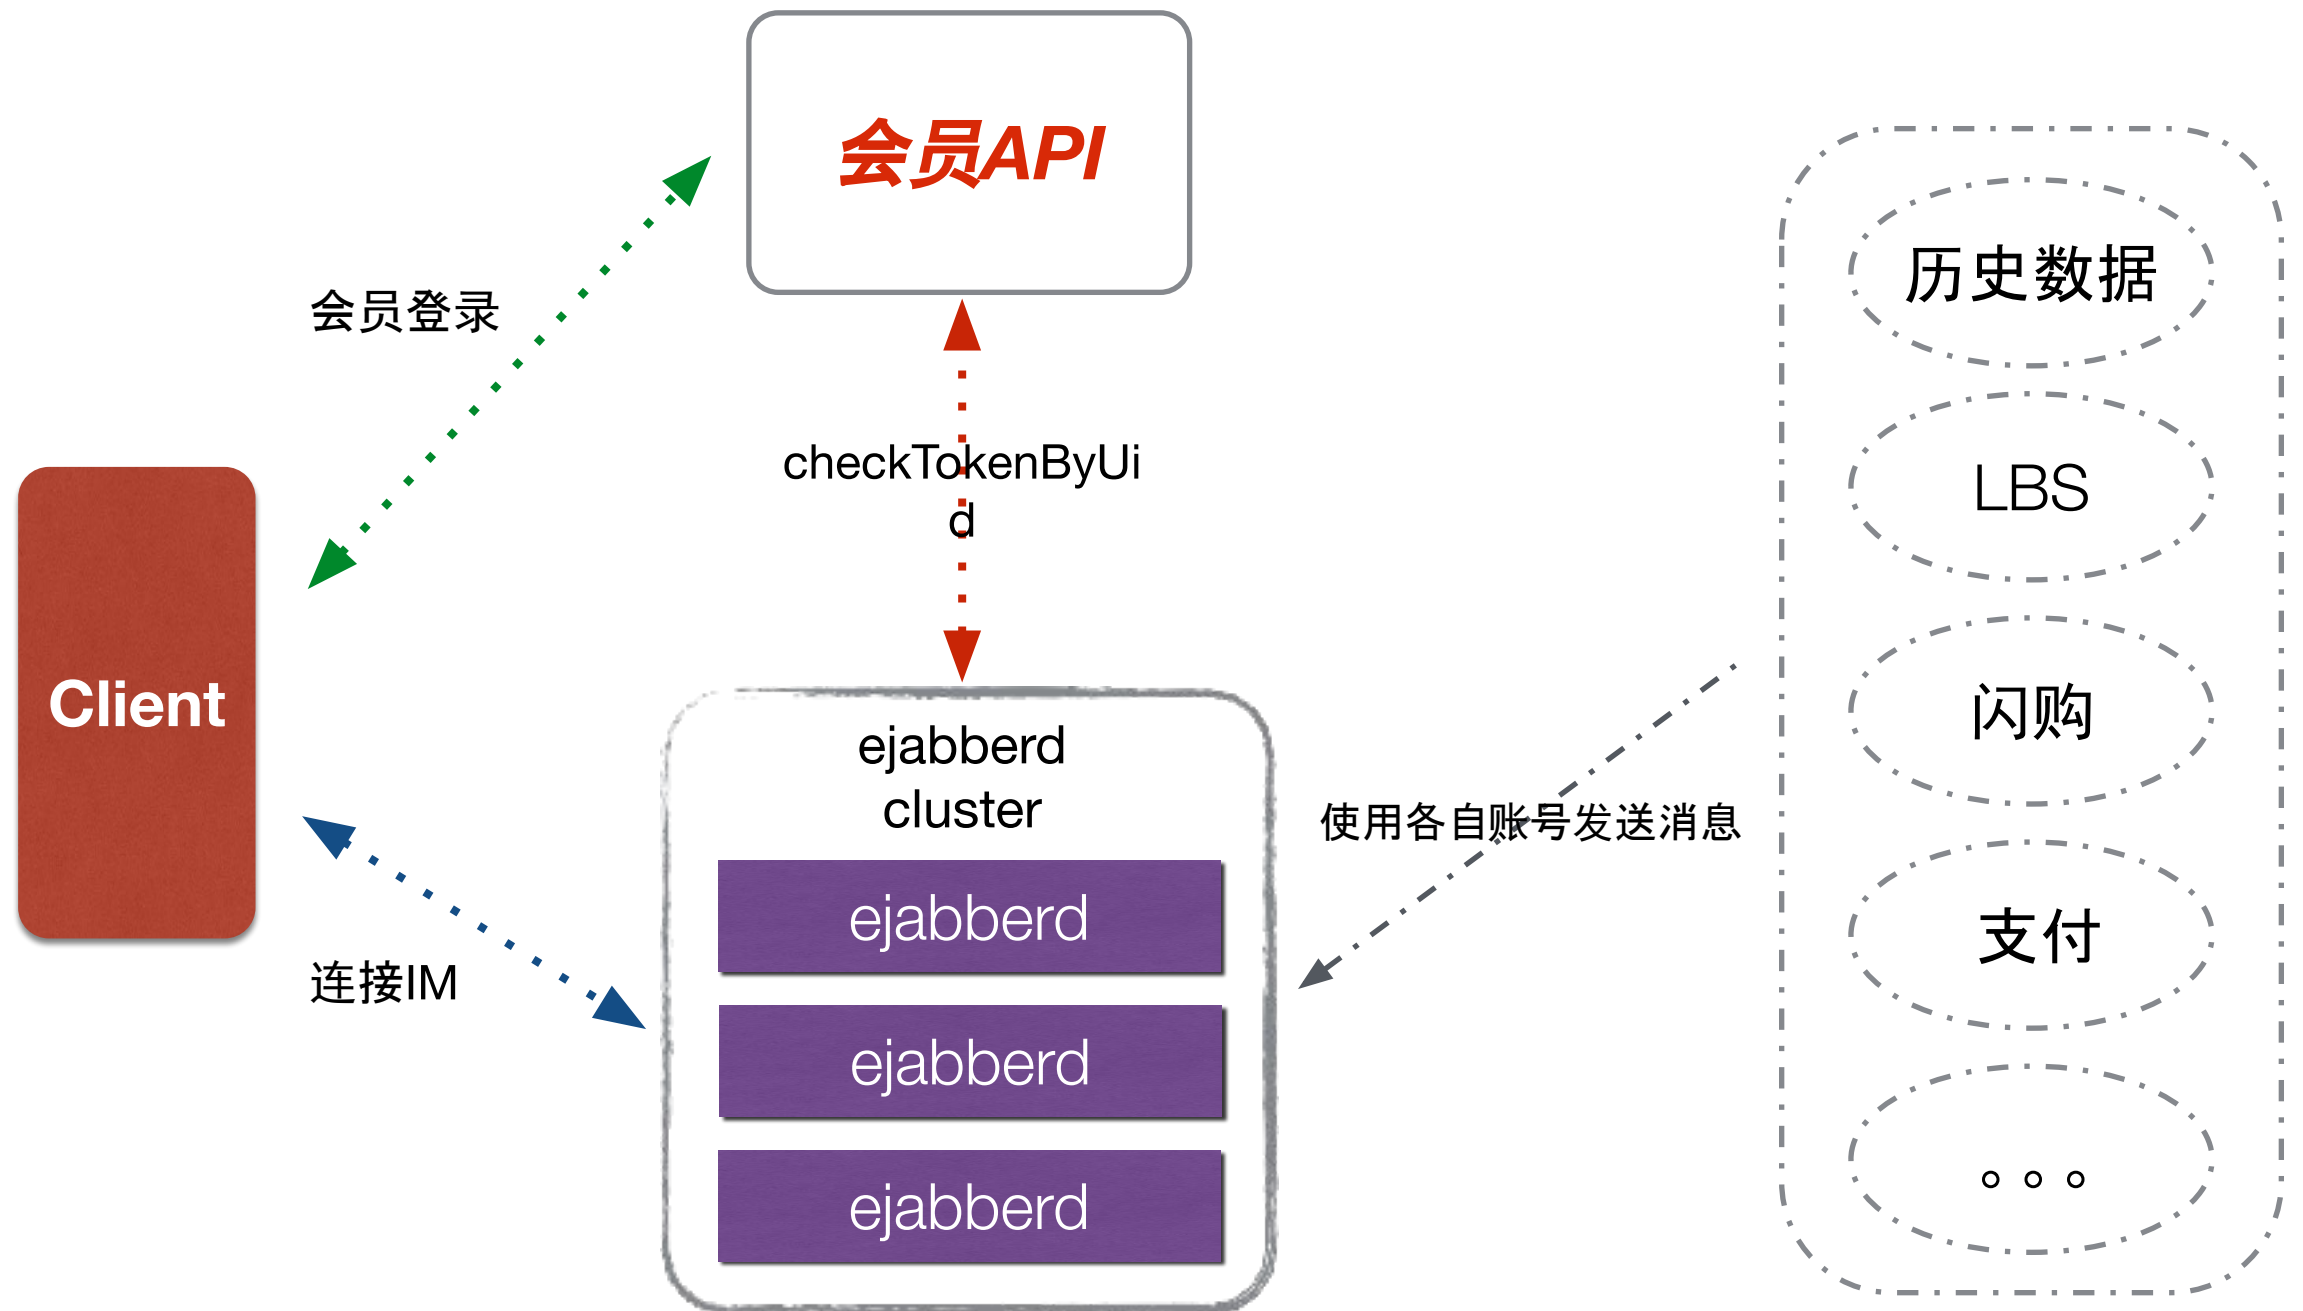 会员API
会员登录
checkTokenByUi
d
Client
连接IM
ejabberd
cluster
ejabberd
ejabberd
ejabberd
使用各自账号发送消息
历史数据
LBS
闪购
支付
。。。